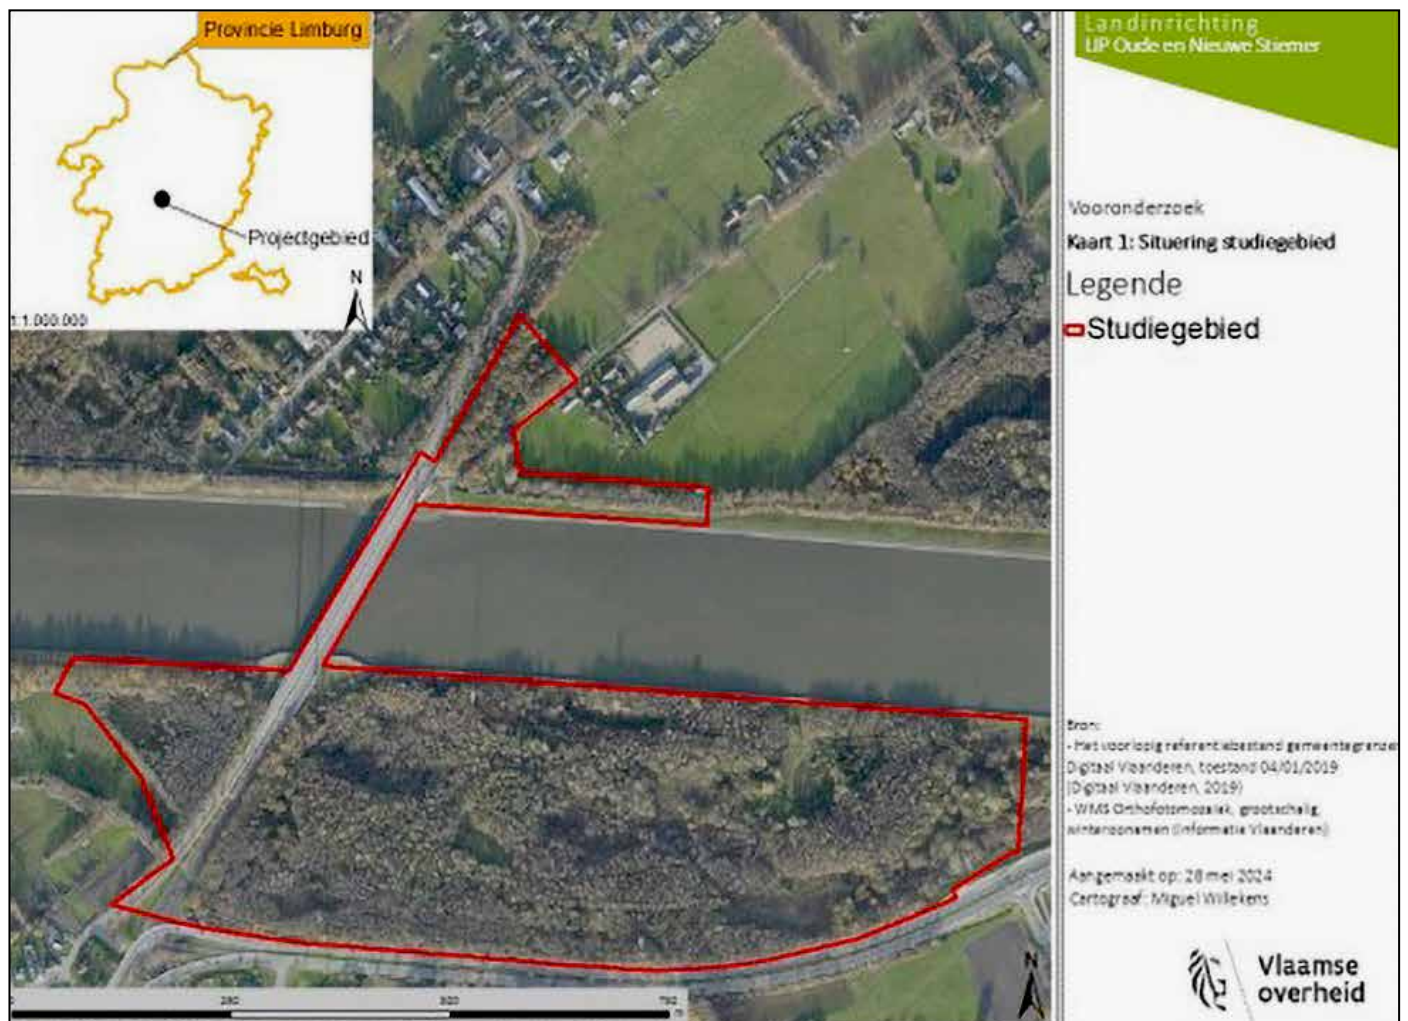 Provincie Limburg
Projectgebied
N
1:1.000.000
Landinrichting
LIP Oude en Nieuwe Stiemer
Vooronderzoek
Kaart 1: Situering studiegebied
Legende
Studiegebied
Bron:
- Het voorlopig referentiebestand gemeentegrenzen
Digitaal Vlaanderen, toestand 04/01/2019
(Digitaal Vlaanderen, 2019)
- WMS Orthofotomozaïek, grootschalig,
winteropnamen (Informatie Vlaanderen)
Aangemaakt op: 28 mei 2024
Cartograaf: Miguel Willekens
Vlaamse
overheid
N
0
m